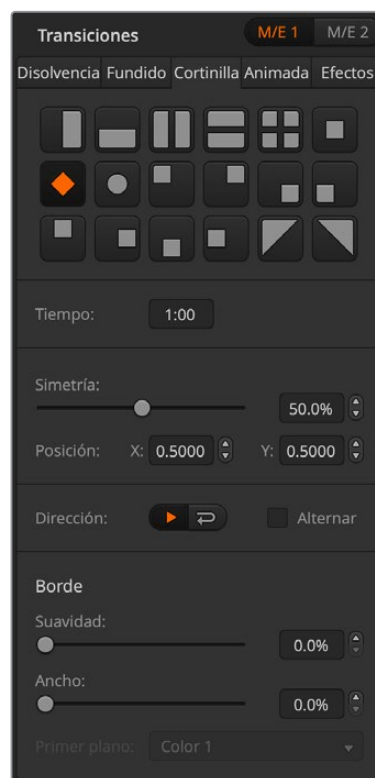 Transiciones M/E 1 M/E 2
Disolvencia Fundido Cortinilla Animada Efectos
Tiempo: 1:00
Simetría:
50.0%
Posición: X: 0.5000 Y: 0.5000
Dirección: Alternar
Borde
Suavidad:
0.0%
Ancho:
0.0%
Primer plano: Color 1